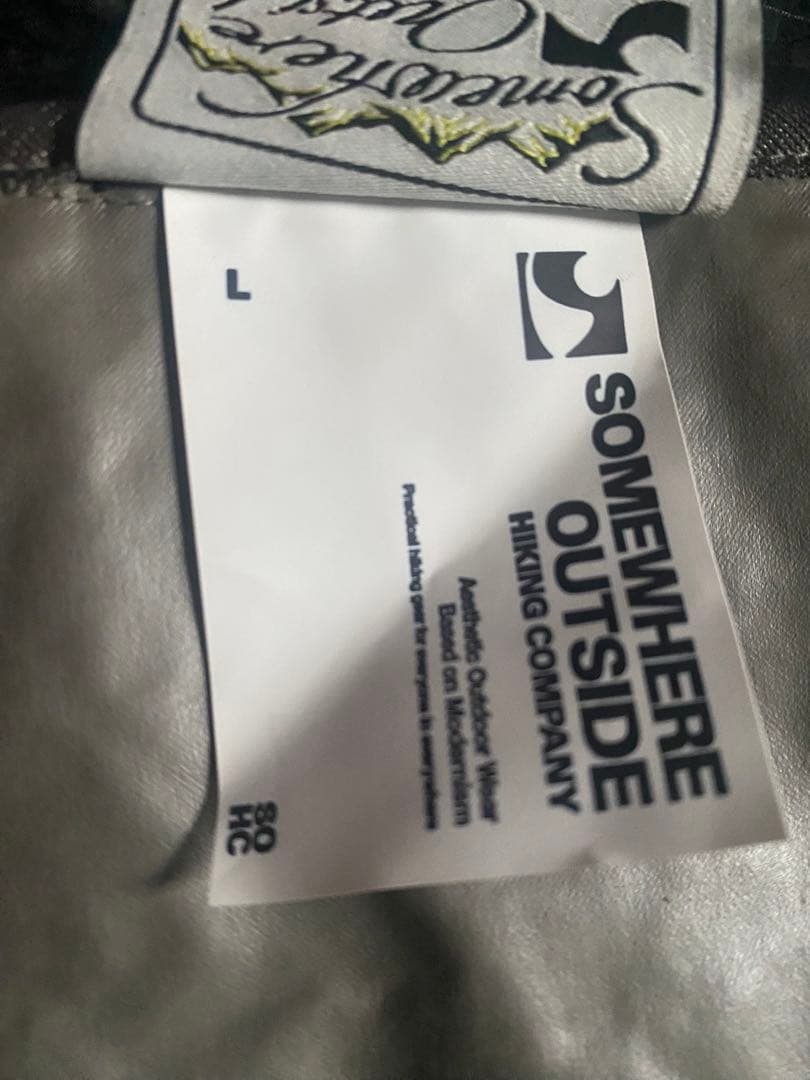 Somewhere
Outsi
SOMEWHERE
OUTSIDE
HIKING COMPANY
Aesthetic Outdoor Wear
Based on Modernism
Practical hiking gear for everyone in everywhere
L
SO
HC